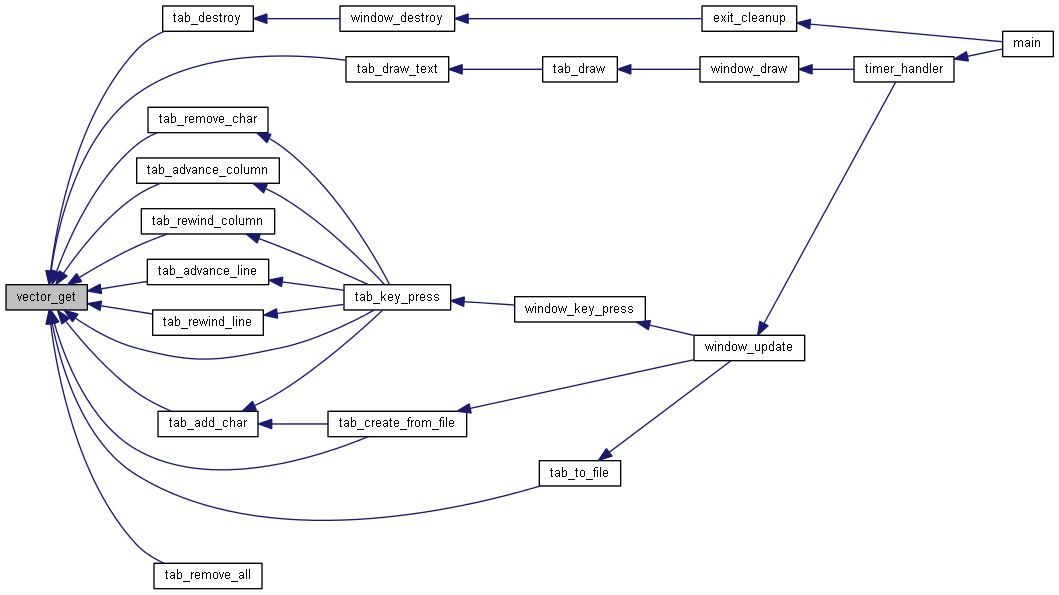 tab_destroy
window_destroy
exit_cleanup
main
tab_draw_text
tab_draw
window_draw
timer_handler
tab_remove_char
tab_advance_column
tab_rewind_column
tab_advance_line
vector_get
tab_key_press
window_key_press
tab_rewind_line
window_update
tab_add_char
tab_create_from_file
tab_to_file
tab_remove_all